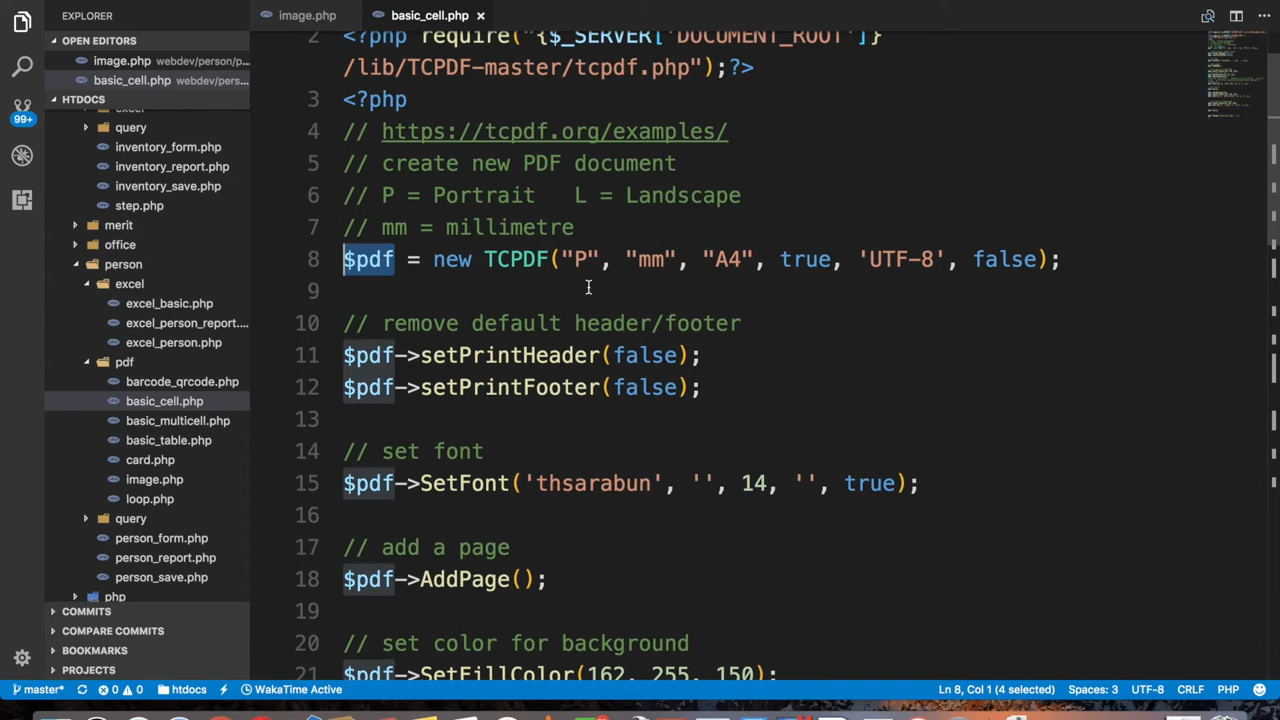 EXPLORER
OPEN EDITORS
image.php webdev/person/p...
basic_cell.php webdev/pers...
HTDOCS
excel
query
inventory_form.php
inventory_report.php
inventory_save.php
step.php
merit
office
person
excel
excel_basic.php
excel_person_report....
excel_person.php
pdf
barcode_qrcode.php
basic_cell.php
basic_multicell.php
basic_table.php
card.php
image.php
loop.php
query
person_form.php
person_report.php
person_save.php
php
COMMITS
COMPARE COMMITS
BOOKMARKS
PROJECTS
99+
image.php basic_cell.php ×
2 <?php require("{$_SERVER['DOCUMENT_ROOT']}
/lib/TCPDF-master/tcpdf.php");?>
3 <?php
4 // https://tcpdf.org/examples/
5 // create new PDF document
6 // P = Portrait L = Landscape
7 // mm = millimetre
8 $pdf = new TCPDF("P", "mm", "A4", true, 'UTF-8', false);
9
10 // remove default header/footer
11 $pdf->setPrintHeader(false);
12 $pdf->setPrintFooter(false);
13
14 // set font
15 $pdf->SetFont('thsarabun', '', 14, '', true);
16
17 // add a page
18 $pdf->AddPage();
19
20 // set color for background
21 $pdf->SetFillColor(162, 255, 150);
master* 0 0 htdocs WakaTime Active Ln 8, Col 1 (4 selected) Spaces: 3 UTF-8 CRLF PHP